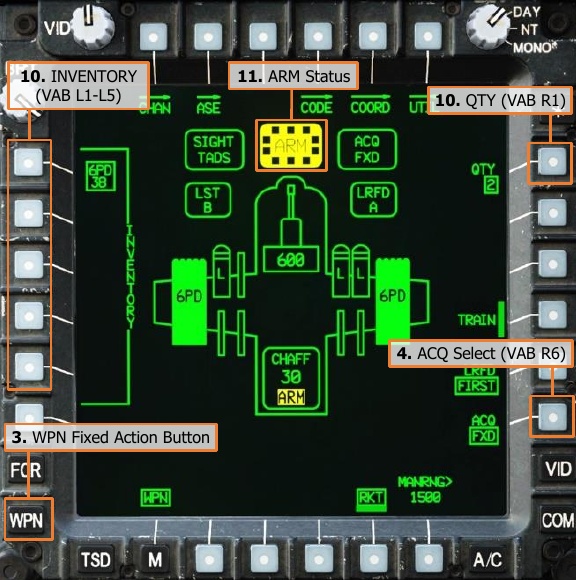 VID
DAY
NT
MONO
10. INVENTORY
(VAB L1-L5)
11. ARM Status
10. QTY (VAB R1)
CHAN
ASE
CODE
COORD
SIGHT
TADS
ARM
ACQ
FXD
6PD
38
QTY
2
LST
B
LRFD
A
INVENTORY
600
L
L
L
6PD
6PD
TRAIN
CHAFF
30
ARM
4. ACQ Select (VAB R6)
LRFD
FIRST
ACQ
FXD
3. WPN Fixed Action Button
FCR
VID
WPN
WPN
RKT
MANRNG>
1500
COM
TSD
M
A/C